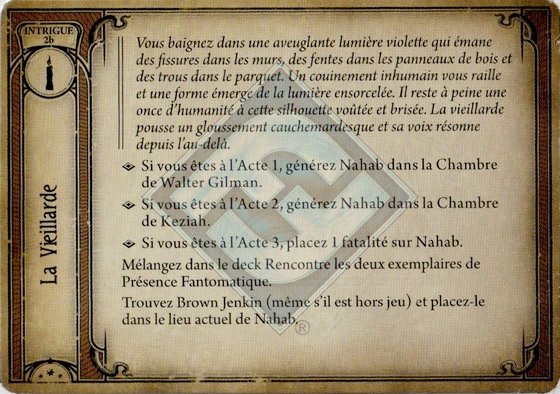 INTRIGUE
2b
La Vieillarde
Vous baignez dans une aveuglante lumière violette qui émane
des fissures dans les murs, des fentes dans les panneaux de bois et
des trous dans le parquet. Un couinement inhumain vous raille
et une forme émerge de la lumière ensorcelée. Il reste à peine une
once d'humanité à cette silhouette voûtée et brisée. La vieillarde
pousse un gloussement cauchemardesque et sa voix résonne
depuis l'au-delà.
Si vous êtes à l'Acte 1, générez Nahab dans la Chambre
de Walter Gilman.
Si vous êtes à l'Acte 2, générez Nahab dans la Chambre
de Keziah.
Si vous êtes à l'Acte 3, placez 1 fatalité sur Nahab.
Mélangez dans le deck Rencontre les deux exemplaires de
Présence Fantomatique.
Trouvez Brown Jenkin (même s'il est hors jeu) et placez-le
dans le lieu actuel de Nahab.
®